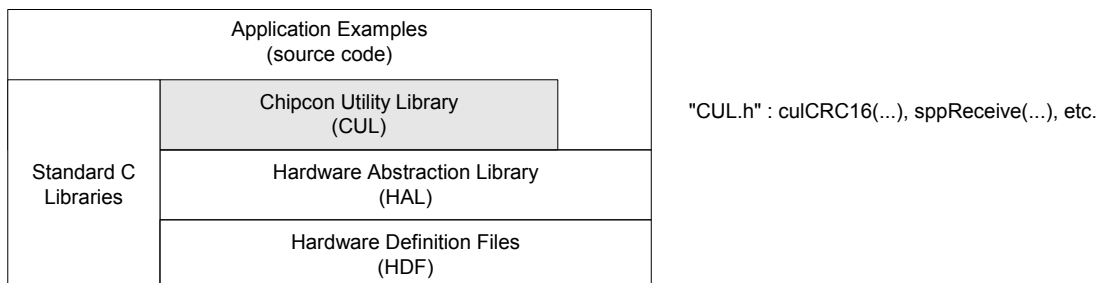 Application Examples
(source code)
Chipcon Utility Library
(CUL)
"CUL.h" : culCRC16(...), sppReceive(...), etc.
Standard C
Libraries
Hardware Abstraction Library
(HAL)
Hardware Definition Files
(HDF)